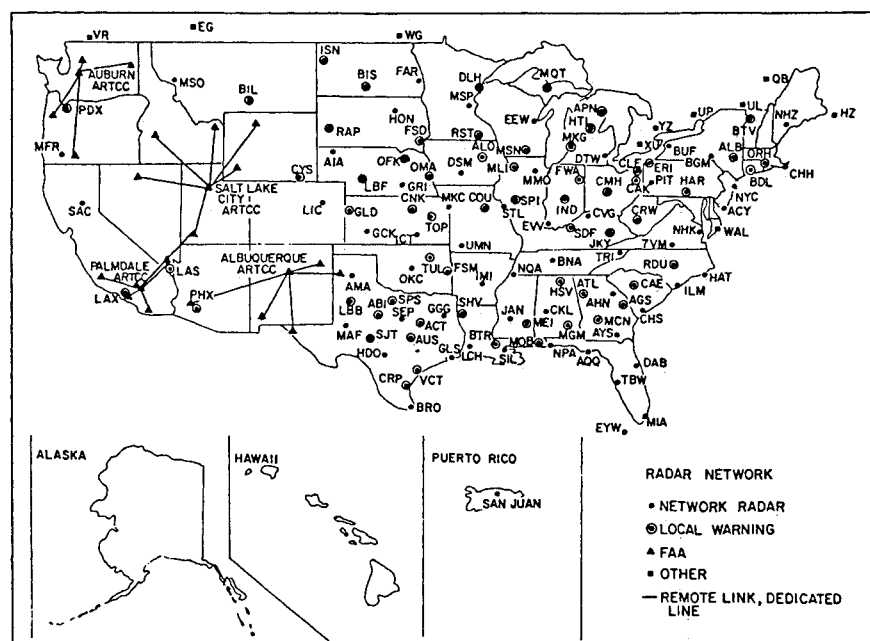 VR
EG
WG
ISN
AUBURN
ARTCC
MSO
BIL
BIS
FAR
DLH
MQT
QB
PDX
MSP
APN
UP
UL
NHZ
HZ
HON
RST
EEW
HTL
YZ
BTV
MFR
RAP
FSD
MKG
XU
BUF
ALB
ORH
AIA
OFK
ALO
MSN
DTW
CLE
ERI
BGM
CHH
CYS
OMA
DSM
MLI
FWA
BDL
SALT LAKE
CITY
ARTCC
LBF
GRI
MMO
CMH
CAK
PIT
HAR
NYC
SAC
LIC
GLD
CNK
MKC
COU
SPI
IND
CVG
CRW
ACY
TOP
STL
GCK
ICT
EVV
SDF
JKY
7VM
NHK
WAL
PALMDALE
ARTCC
LAS
ALBUQUERQUE
ARTCC
UMN
TRI
BNA
RDU
TUL
FSM
NQA
HAT
LAX
PHX
AMA
OKC
IMI
HSV
ATL
CAE
ILM
LBB
ABI
SPS
SEP
GGG
SHV
JAN
CKL
AHN
AGS
MEI
MCN
CHS
MAF
SJT
ACT
AUS
BTR
MOB
MGM
AYS
HDO
GLS
LCH
SIL
NPA
AQQ
DAB
CRP
VCT
TBW
BRO
EYW
MIA
ALASKA
HAWAII
PUERTO RICO
SAN JUAN
RADAR NETWORK
NETWORK RADAR
LOCAL WARNING
FAA
OTHER
REMOTE LINK, DEDICATED
LINE